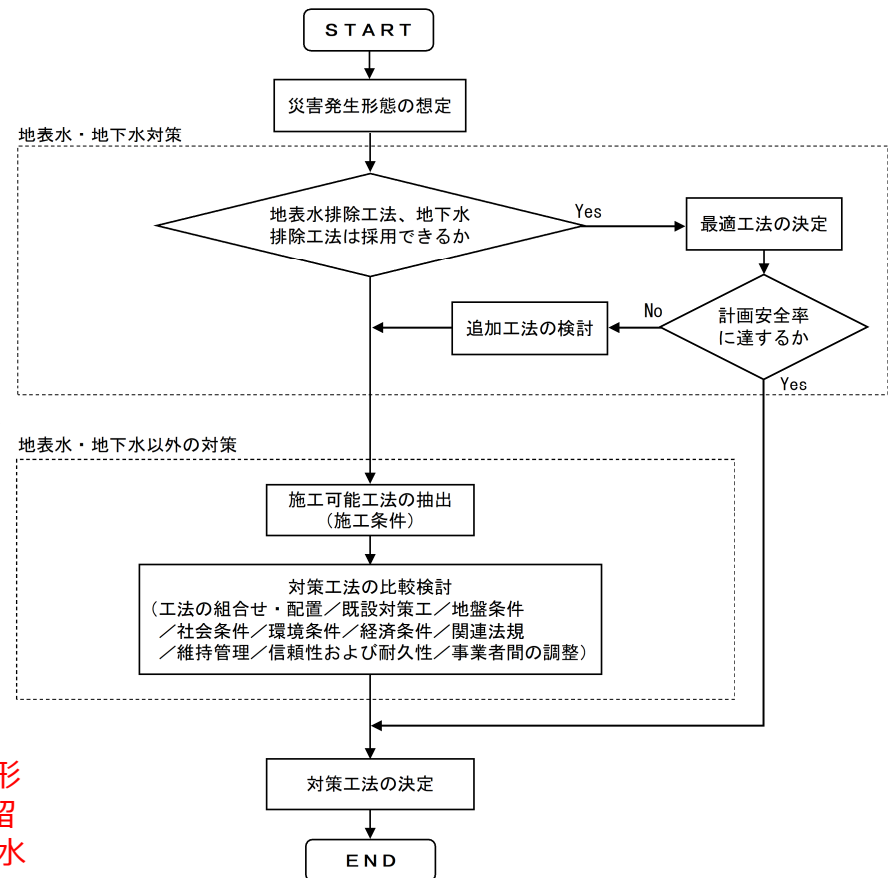 START
災害発生形態の想定
地表水・地下水対策
地表水排除工法、地下水
排除工法は採用できるか
Yes
最適工法の決定
計画安全率
に達するか
No
追加工法の検討
Yes
地表水・地下水以外の対策
施工可能工法の抽出
(施工条件)
対策工法の比較検討
(工法の組合せ・配置／既設対策工／地盤条件
／社会条件／環境条件／経済条件／関連法規
／維持管理／信頼性および耐久性／事業者間の調整)
対策工法の決定
END
形
留
水